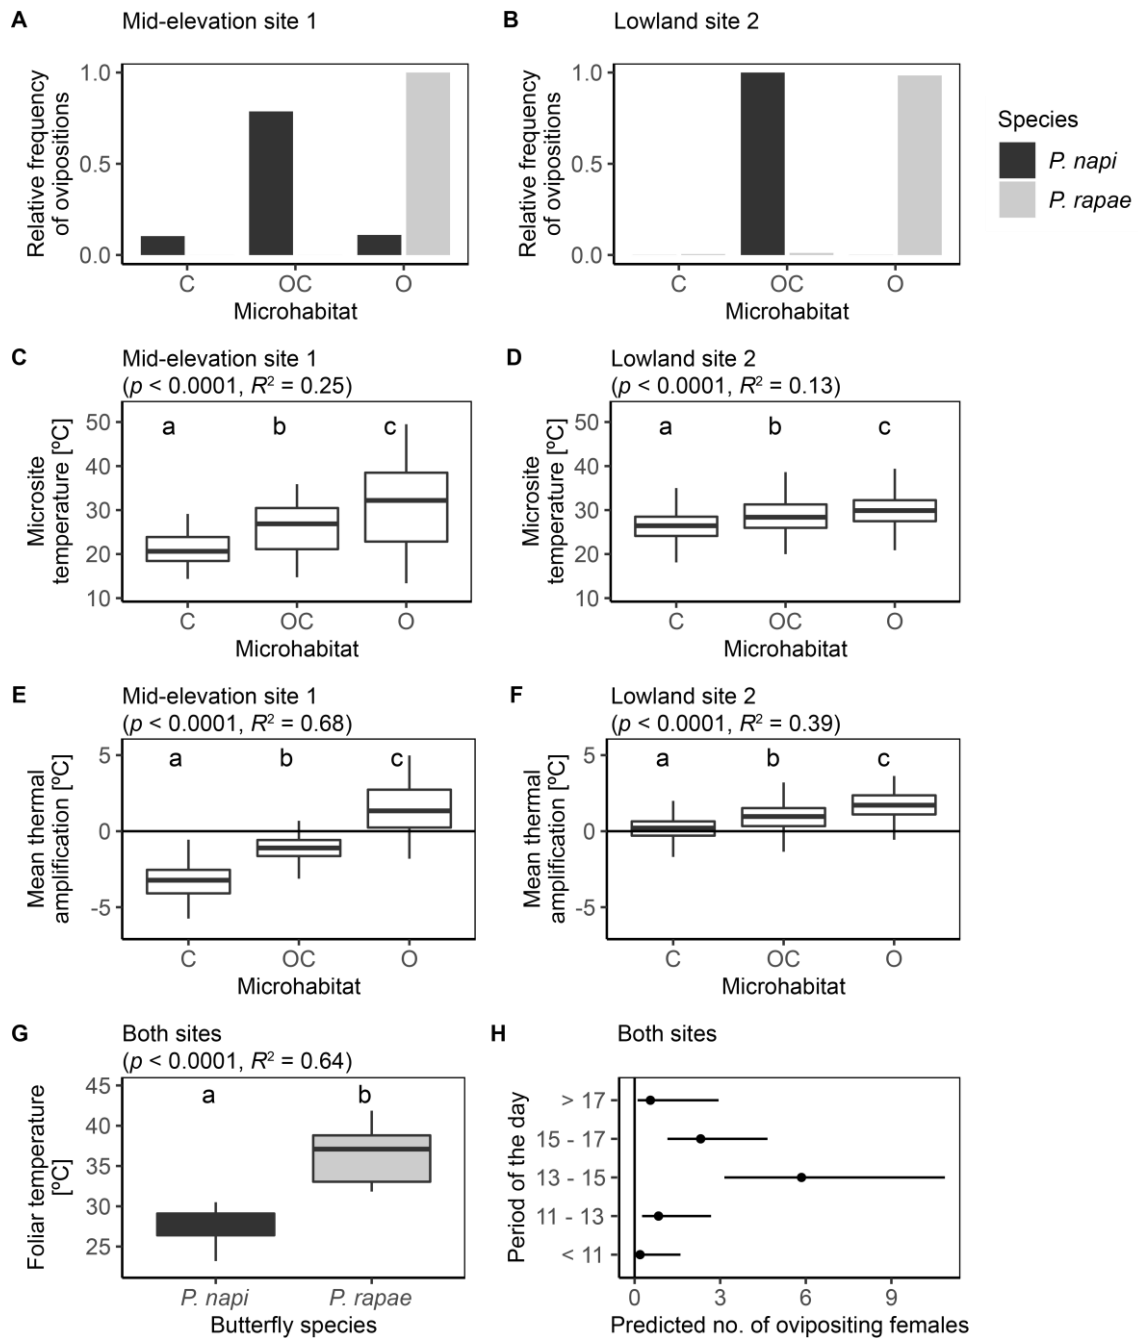 A Mid-elevation site 1
Relative frequency
of ovipositions
1.0
0.5
0.0
C OC O
Microhabitat
B Lowland site 2
Relative frequency
of ovipositions
1.0
0.5
0.0
C OC O
Microhabitat
Species
P. napi
P. rapae
C Mid-elevation site 1
(p < 0.0001, R² = 0.25)
Microsite
temperature [ºC]
50
40
30
20
10
a b c
C OC O
Microhabitat
D Lowland site 2
(p < 0.0001, R² = 0.13)
Microsite
temperature [ºC]
50
40
30
20
10
a b c
C OC O
Microhabitat
E Mid-elevation site 1
(p < 0.0001, R² = 0.68)
Mean thermal
amplification [ºC]
5
0
-5
a b c
C OC O
Microhabitat
F Lowland site 2
(p < 0.0001, R² = 0.39)
Mean thermal
amplification [ºC]
5
0
-5
a b c
C OC O
Microhabitat
G Both sites
(p < 0.0001, R² = 0.64)
Foliar temperature
[ºC]
45
40
35
30
25
a b
P. napi P. rapae
Butterfly species
H Both sites
Period of the day
> 17
15 - 17
13 - 15
11 - 13
< 11
0 3 6 9
Predicted no. of ovipositing females